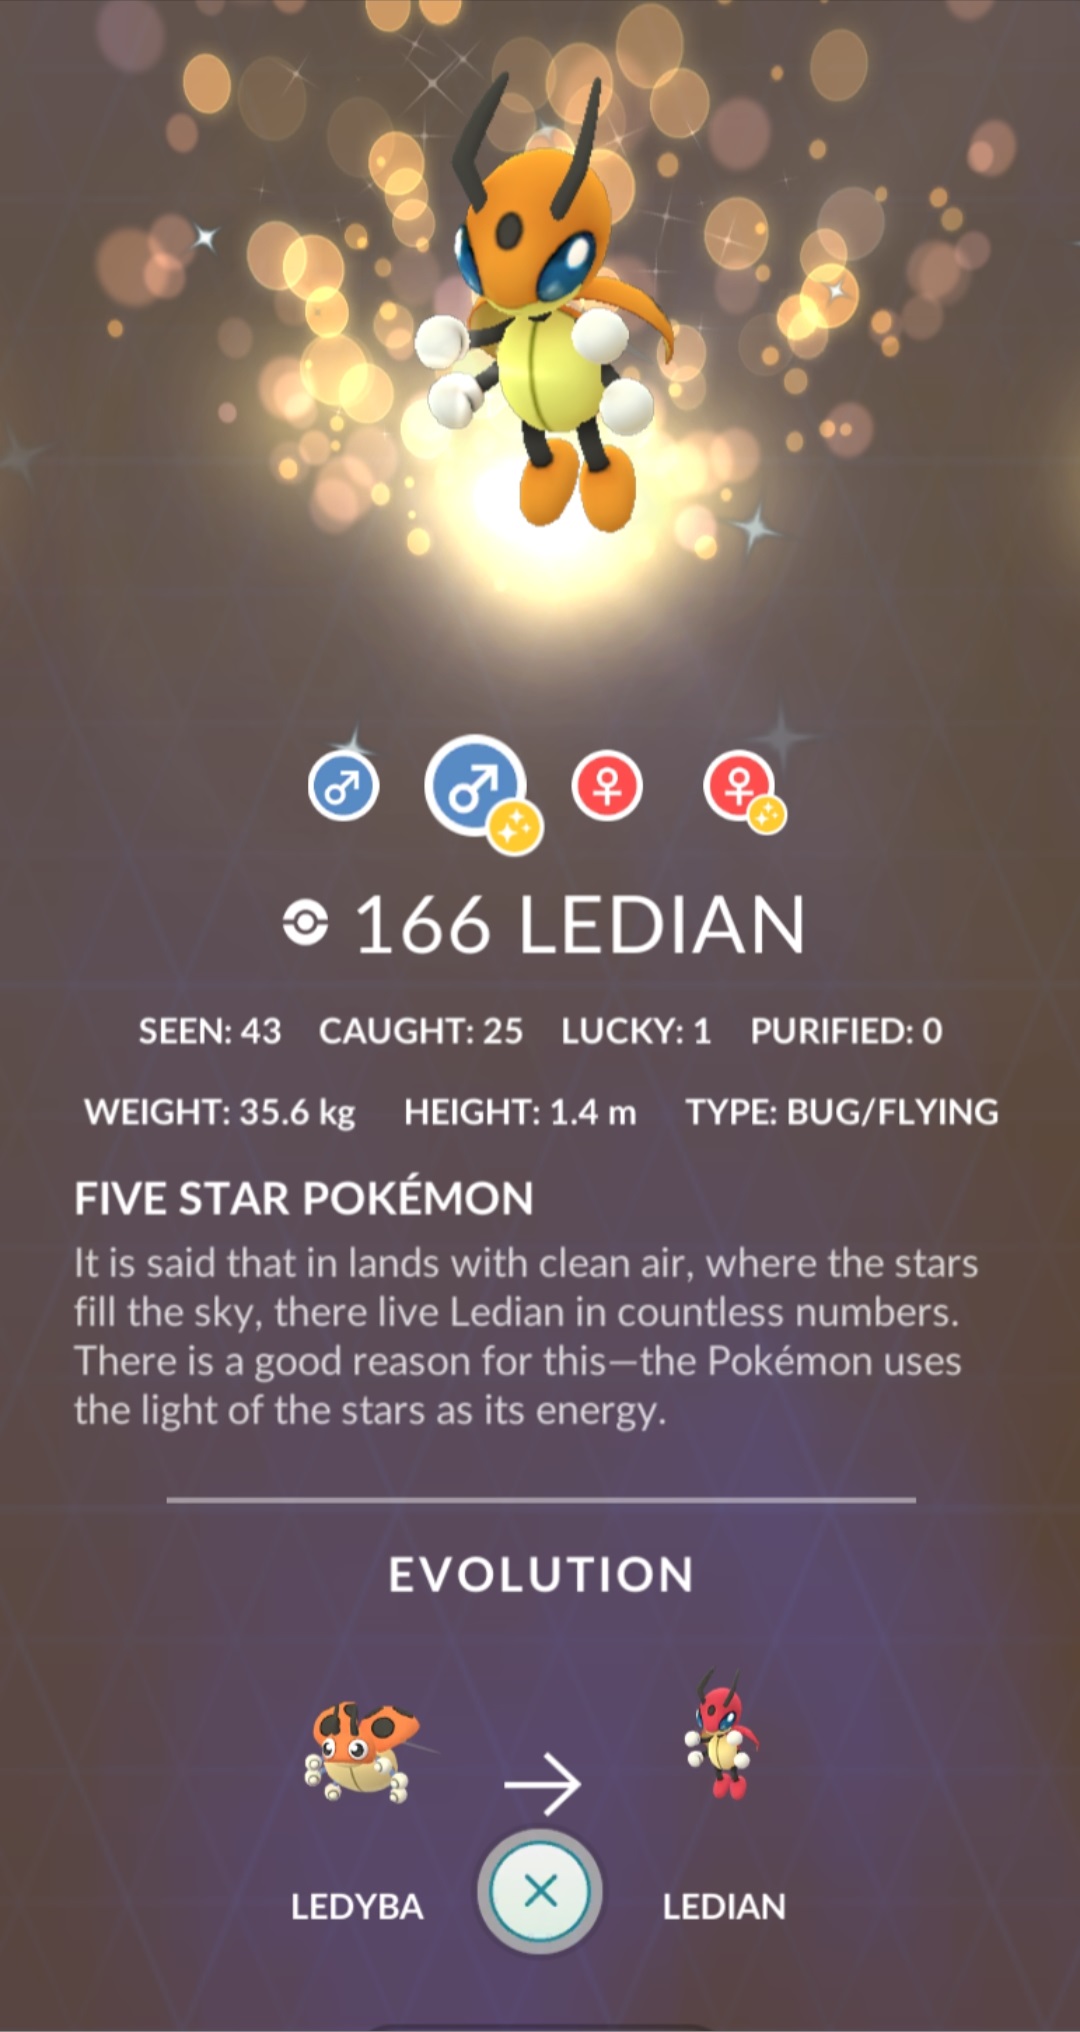 166 LEDIAN
SEEN: 43 CAUGHT: 25 LUCKY: 1 PURIFIED: 0
WEIGHT: 35.6 kg HEIGHT: 1.4 m TYPE: BUG/FLYING
FIVE STAR POKÉMON
It is said that in lands with clean air, where the stars
fill the sky, there live Ledian in countless numbers.
There is a good reason for this—the Pokémon uses
the light of the stars as its energy.
EVOLUTION
LEDYBA LEDIAN